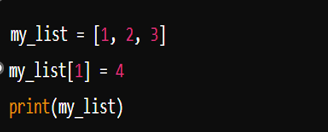 my_list = [1, 2, 3]
my_list[1] = 4
print(my_list)